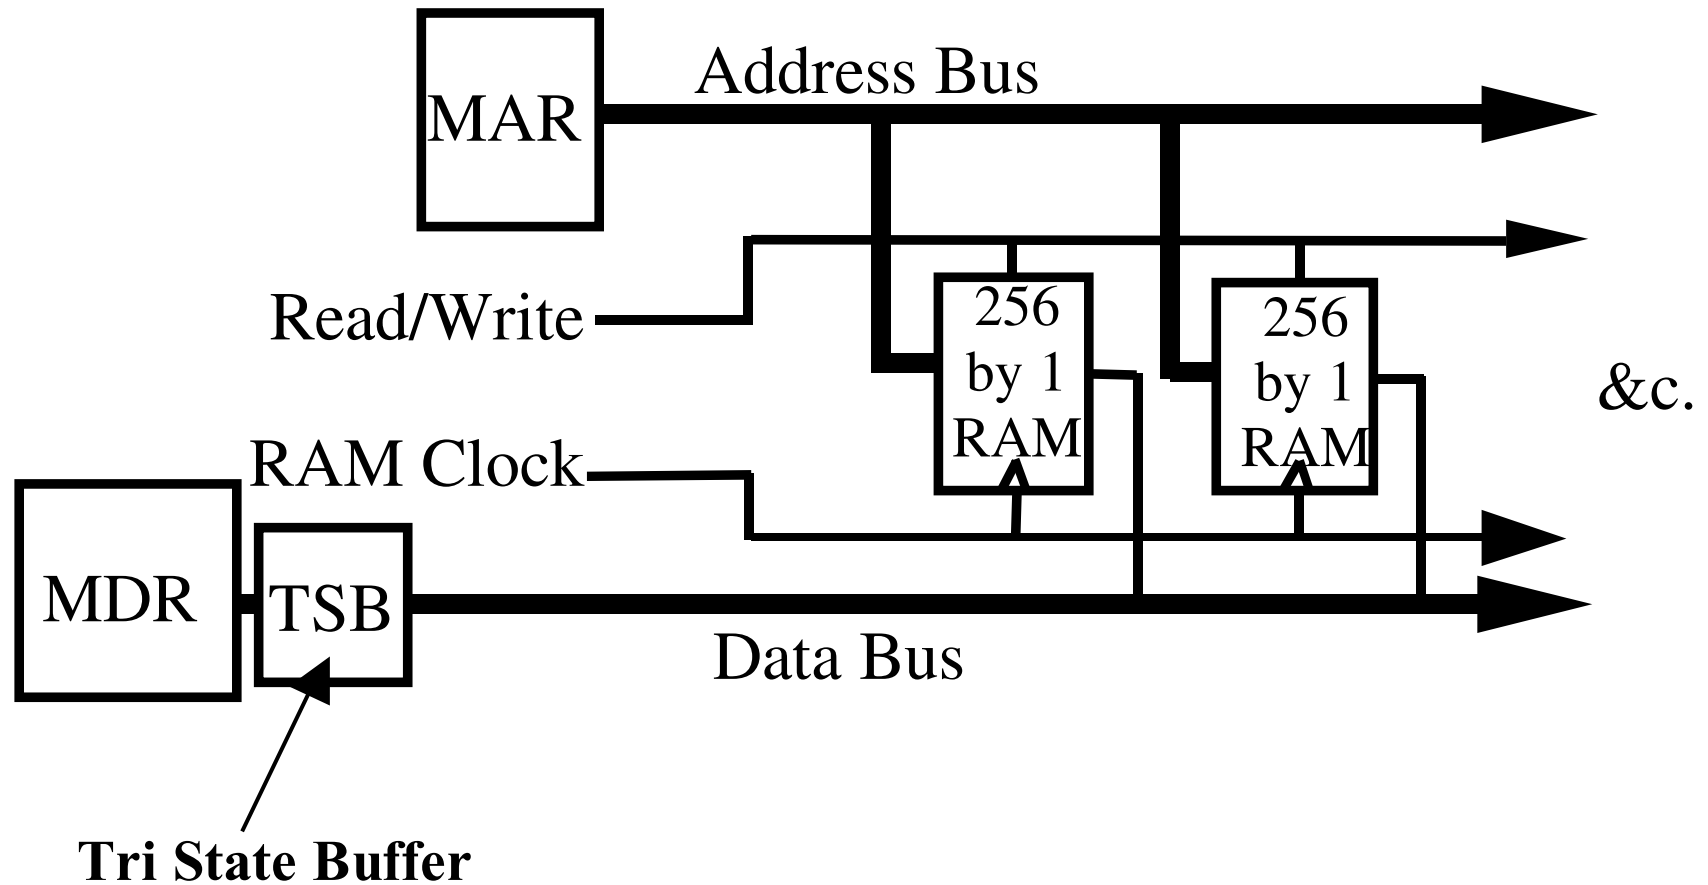 Address Bus
MAR
Read/Write
256
by 1
RAM
256
by 1
RAM
&c.
RAM Clock
MDR
TSB
Data Bus
Tri State Buffer